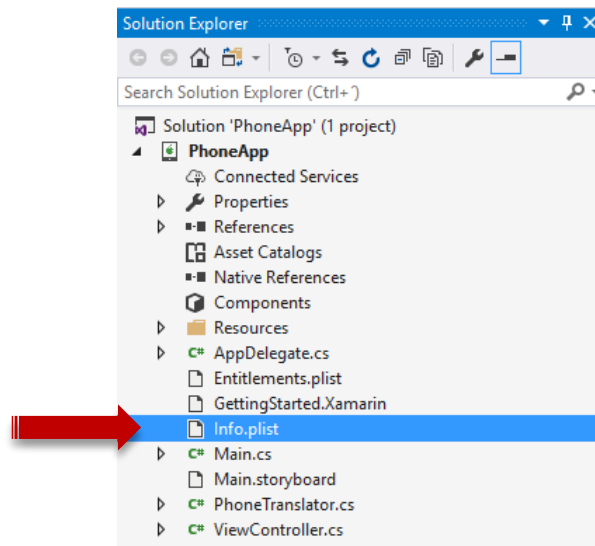 Solution Explorer
Search Solution Explorer (Ctrl+´)
Solution 'PhoneApp' (1 project)
PhoneApp
Connected Services
Properties
References
Asset Catalogs
Native References
Components
Resources
C# AppDelegate.cs
Entitlements.plist
GettingStarted.Xamarin
Info.plist
C# Main.cs
Main.storyboard
C# PhoneTranslator.cs
C# ViewController.cs